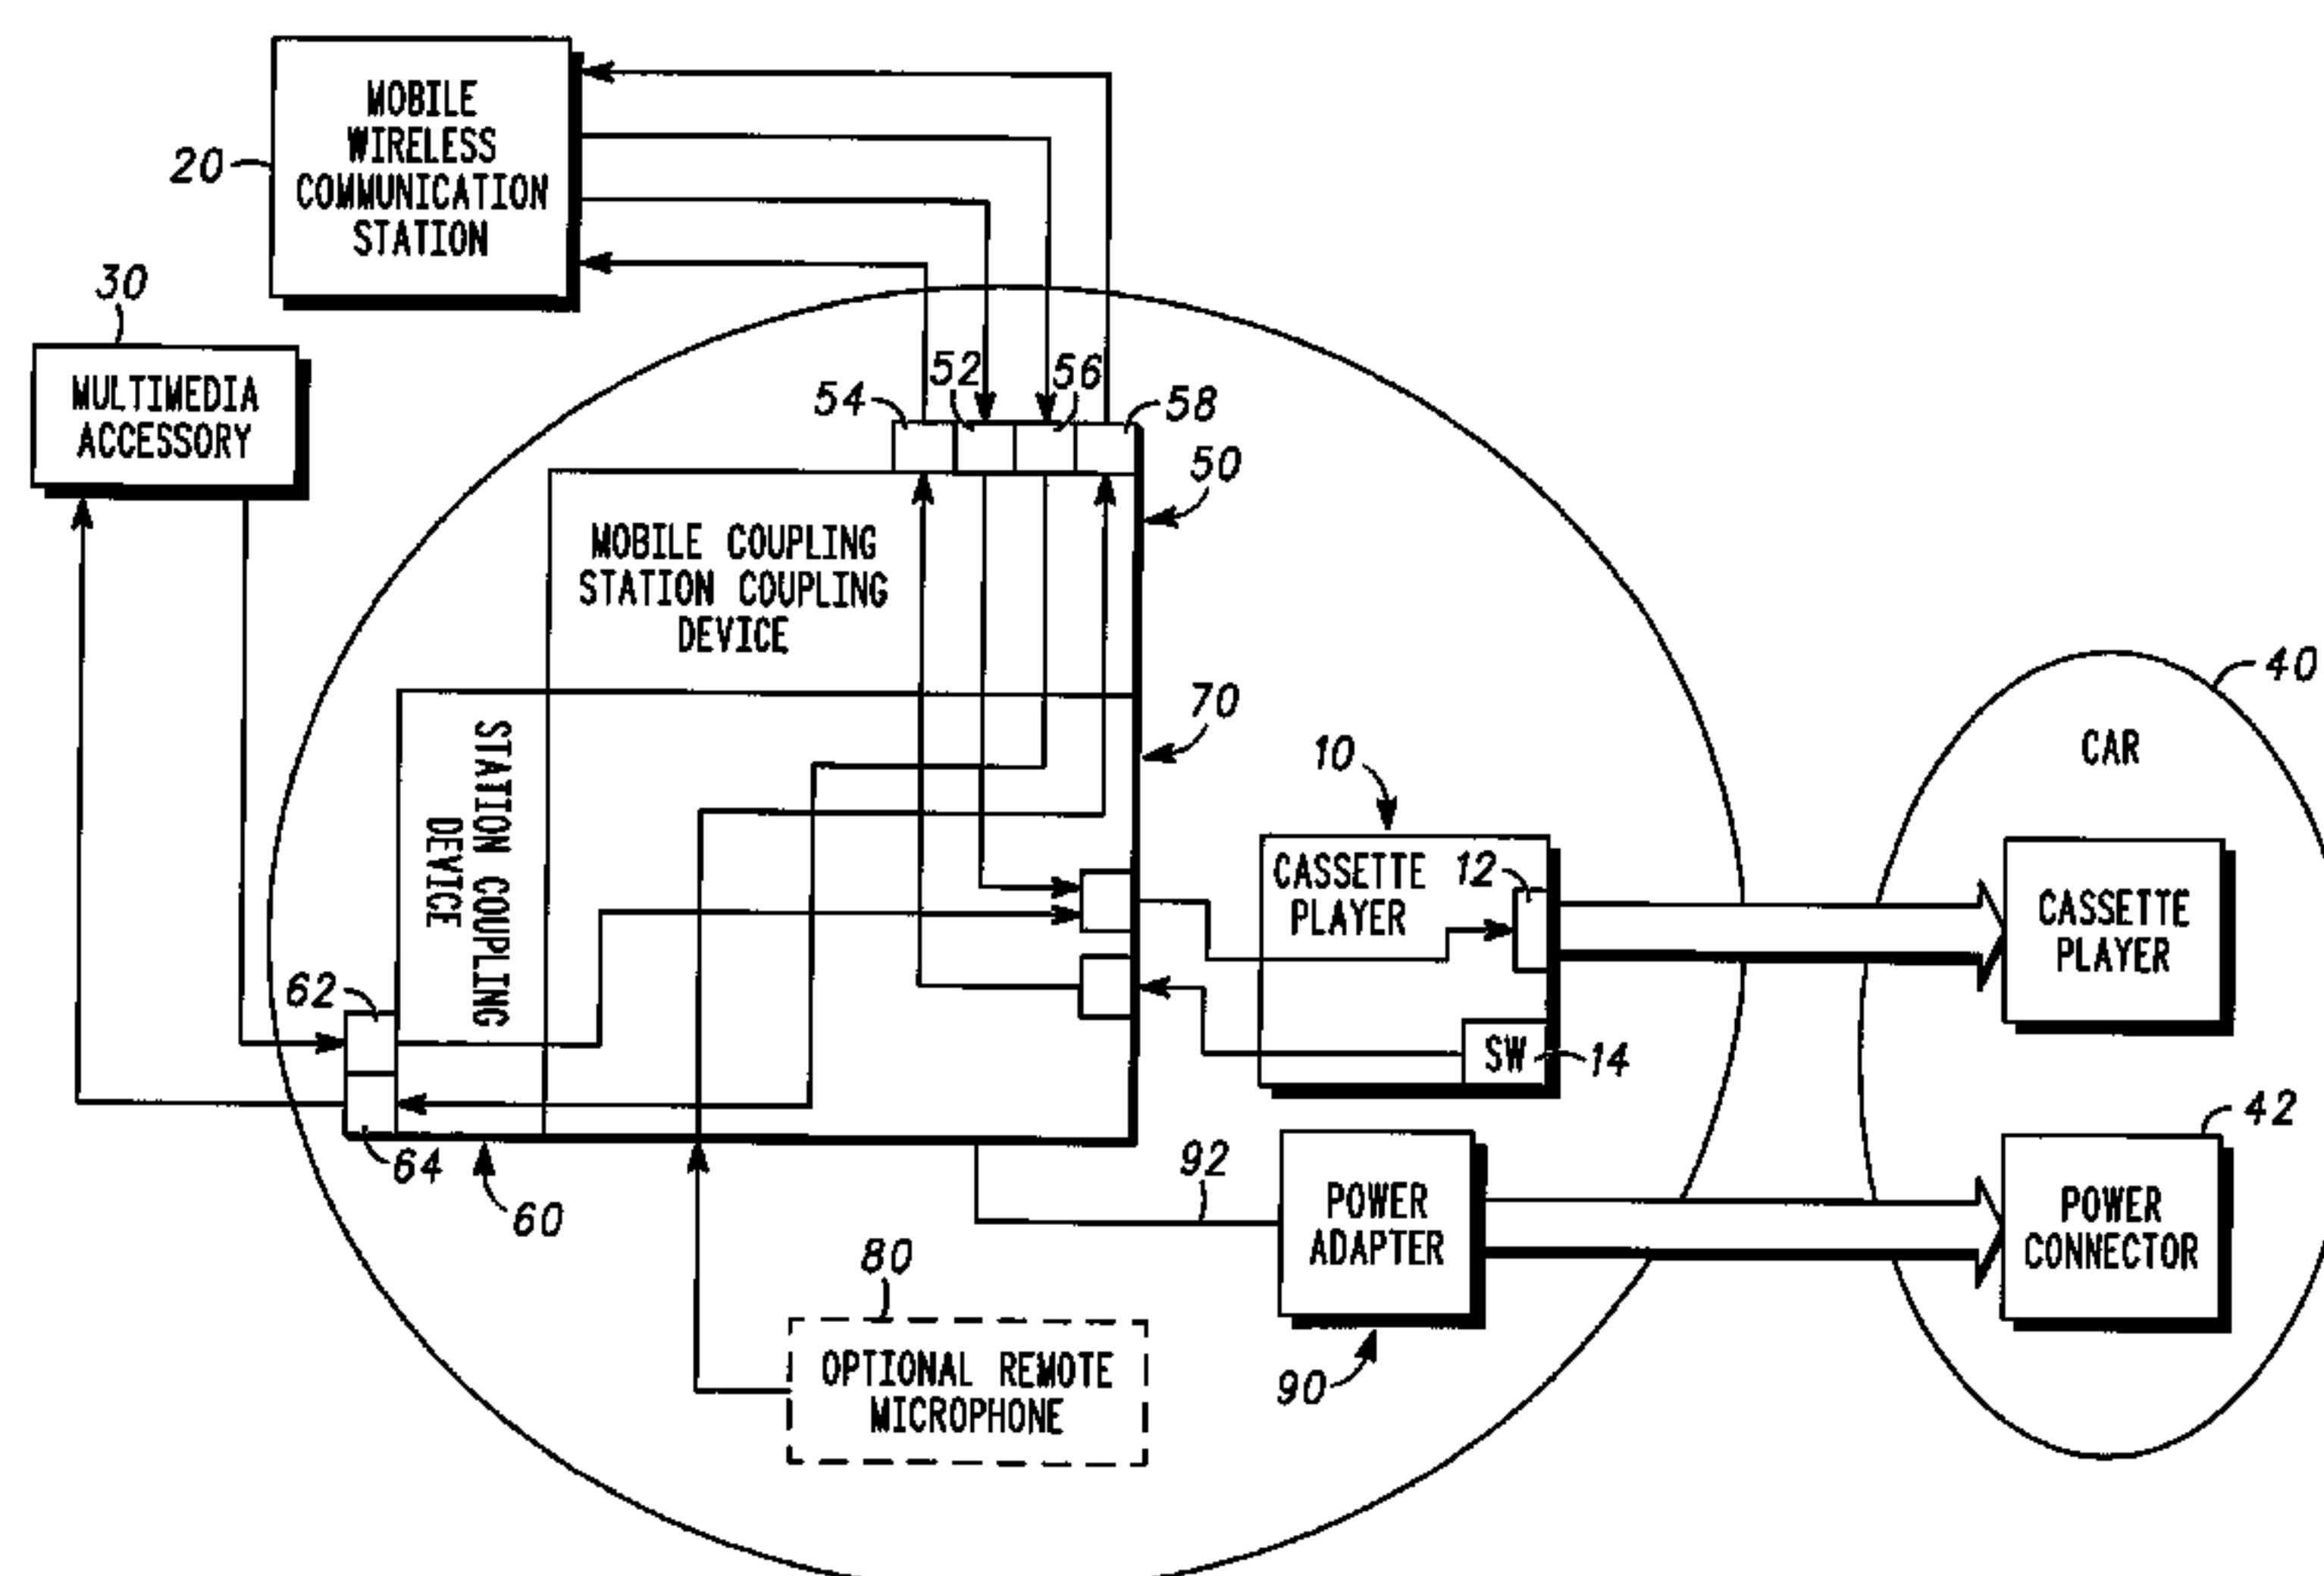 MOBILE
WIRELESS
COMMUNICATION
STATION
20
30
MULTIMEDIA
ACCESSORY
54
52
56
58
50
MOBILE COUPLING
STATION COUPLING
DEVICE
70
STATION COUPLING
DEVICE
62
64
60
10
CASSETTE
PLAYER
12
SW
14
40
CAR
CASSETTE
PLAYER
42
POWER
CONNECTOR
92
POWER
ADAPTER
90
80
OPTIONAL REMOTE
MICROPHONE